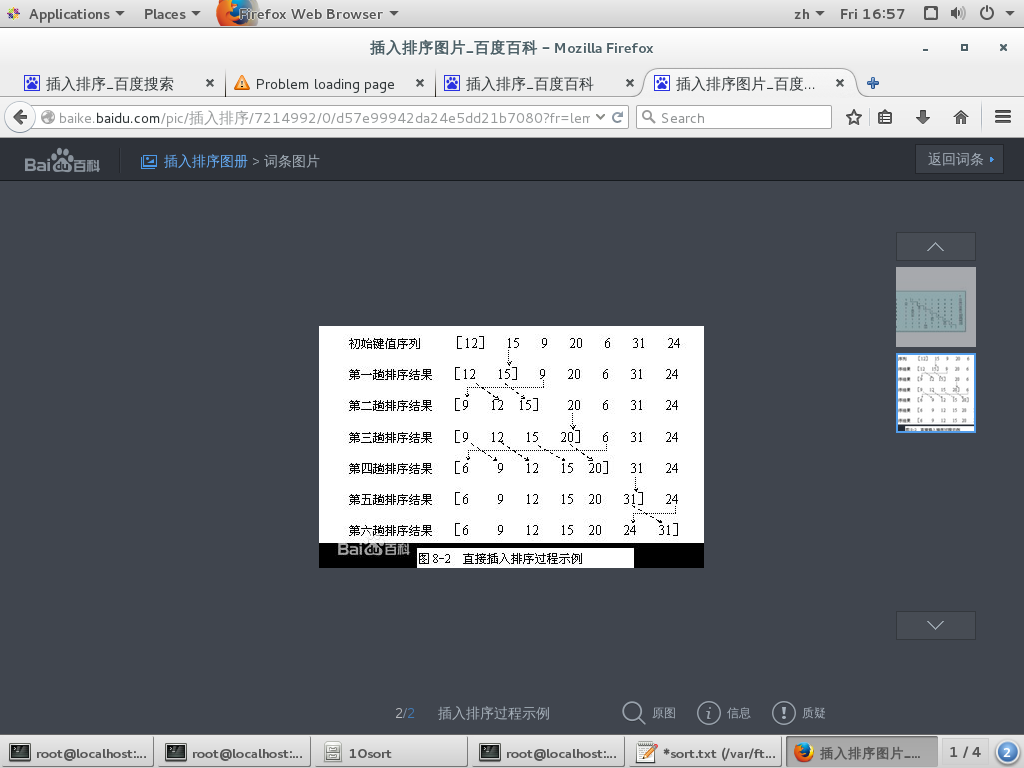 Applications Places Firefox Web Browser zh Fri 16:57
插入排序图片_百度百科 - Mozilla Firefox
插入排序_百度搜索 Problem loading page 插入排序_百度百科 插入排序图片_百度...
baike.baidu.com/pic/插入排序/7214992/0/d57e99942da24e5dd21b7080?fr=lem Search
Bai du 百科 插入排序图册 > 词条图片 返回词条
初始键值序列 [12] 15 9 20 6 31 24
第一趟排序结果 [12 15] 9 20 6 31 24
第二趟排序结果 [9 12 15] 20 6 31 24
第三趟排序结果 [9 12 15 20] 6 31 24
第四趟排序结果 [6 9 12 15 20] 31 24
第五趟排序结果 [6 9 12 15 20 31] 24
第六趟排序结果 [6 9 12 15 20 24 31]
Bai du 百科
图 8-2 直接插入排序过程示例
2/2 插入排序过程示例 原图 信息 质疑
root@localhost:... root@localhost:... 10sort root@localhost:... *sort.txt (/var/ft... 插入排序图片_... 1 / 4 2